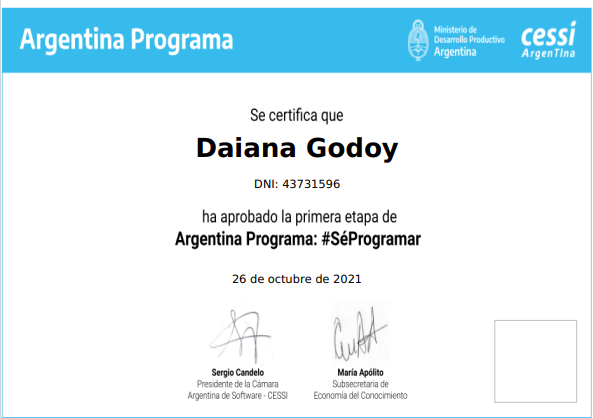 Argentina Programa
Ministerio de
Desarrollo Productivo
Argentina
cessi
ArgenTIna
Se certifica que
Daiana Godoy
DNI: 43731596
ha aprobado la primera etapa de
Argentina Programa: #SéProgramar
26 de octubre de 2021
Sergio Candelo
Presidente de la Cámara
Argentina de Software - CESSI
María Apólito
Subsecretaria de
Economía del Conocimiento